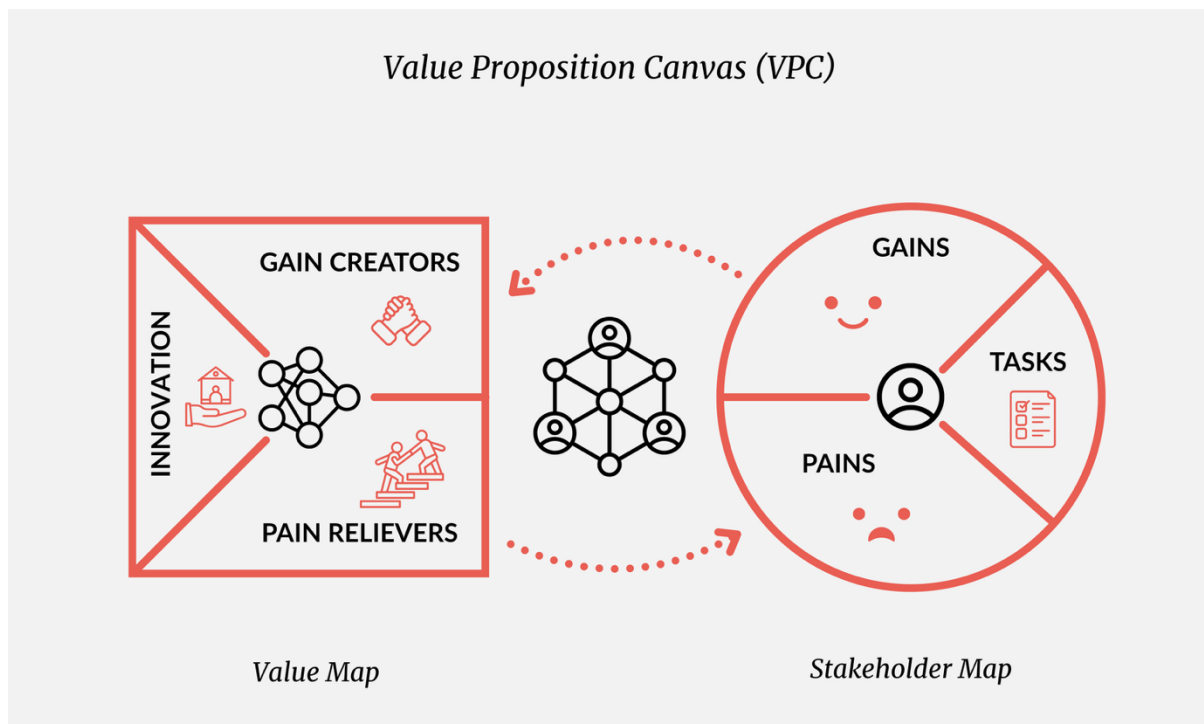 Value Proposition Canvas (VPC)
GAIN CREATORS
INNOVATION
PAIN RELIEVERS
GAINS
TASKS
PAINS
Value Map
Stakeholder Map